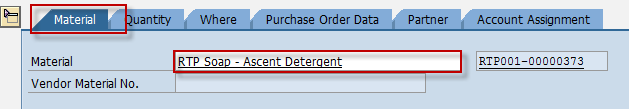 Material Quantity Where Purchase Order Data Partner Account Assignment
Material RTP Soap - Ascent Detergent RTP001-00000373
Vendor Material No.